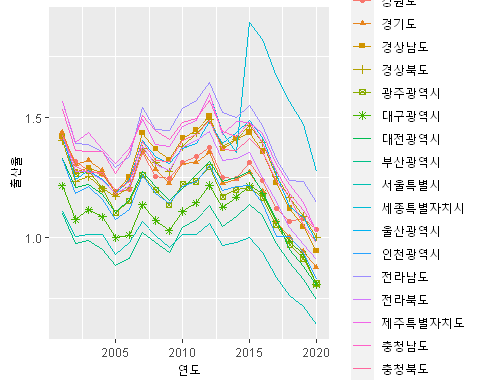 강원도
경기도
경상남도
경상북도
광주광역시
대구광역시
대전광역시
부산광역시
서울특별시
세종특별자치시
울산광역시
인천광역시
전라남도
전라북도
제주특별자치도
충청남도
충청북도
출산율
1.5
1.0
2005
2010
2015
2020
연도